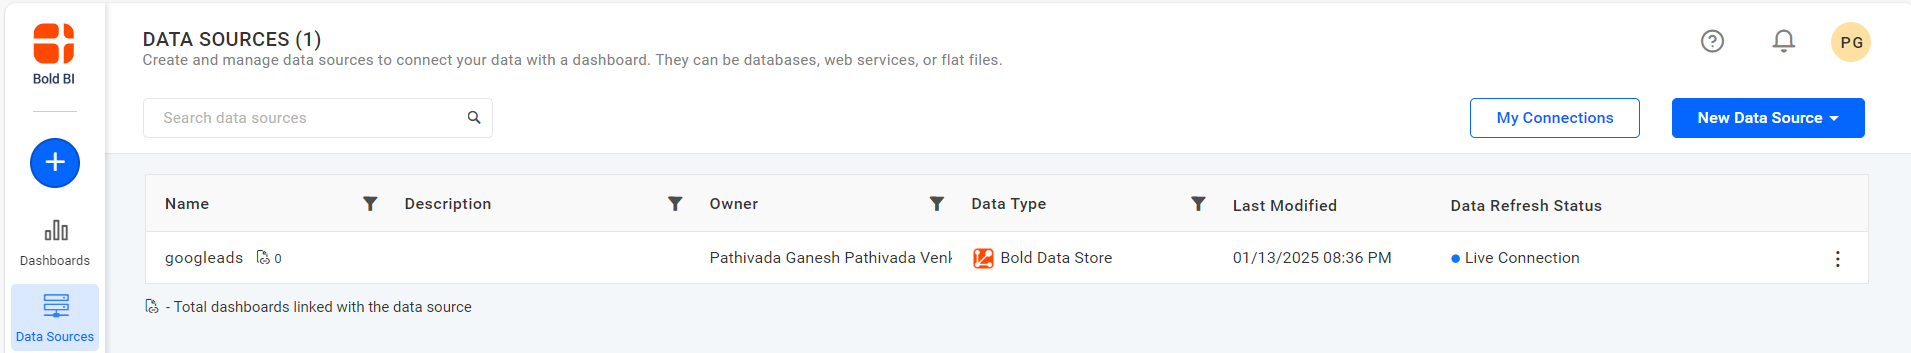 Bold BI
Dashboards
Data Sources
DATA SOURCES (1)
Create and manage data sources to connect your data with a dashboard. They can be databases, web services, or flat files.
PG
Search data sources
My Connections
New Data Source
Name Description Owner Data Type Last Modified Data Refresh Status
googleads 0 Pathivada Ganesh Pathivada Venk Bold Data Store 01/13/2025 08:36 PM Live Connection
- Total dashboards linked with the data source